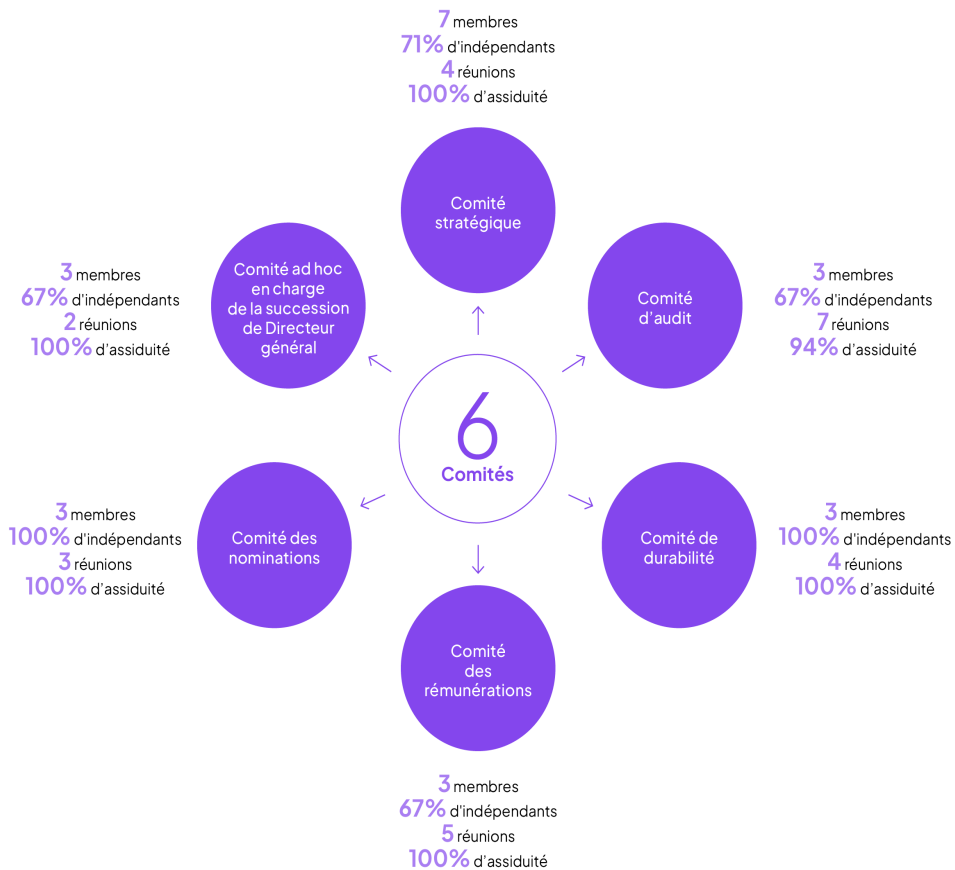 7 membres
71% d'indépendants
4 réunions
100% d'assiduité
Comité
stratégique
3 membres
67% d'indépendants
2 réunions
100% d'assiduité
Comité ad hoc
en charge
de la succession
de Directeur
général
Comité
d'audit
3 membres
67% d'indépendants
7 réunions
94% d'assiduité
6
Comités
3 membres
100% d'indépendants
3 réunions
100% d'assiduité
Comité des
nominations
Comité de
durabilité
3 membres
100% d'indépendants
4 réunions
100% d'assiduité
Comité
des
rémunérations
3 membres
67% d'indépendants
5 réunions
100% d'assiduité